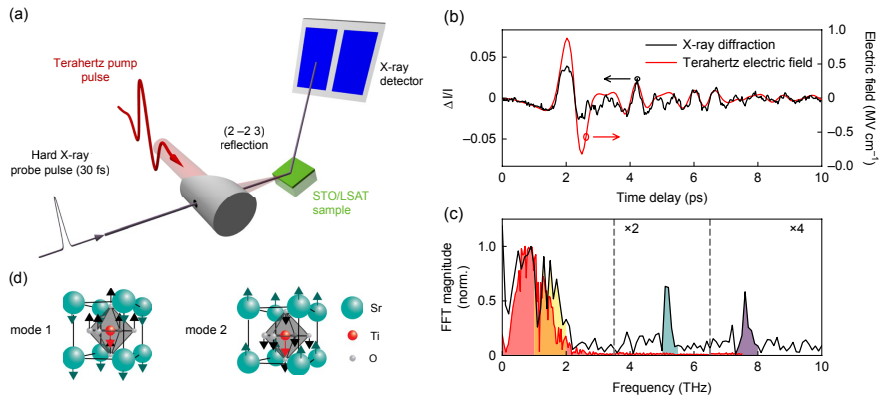 (a)
Terahertz pump
pulse
Hard X-ray
probe pulse (30 fs)
(2 –2 3)
reflection
X-ray
detector
STO/LSAT
sample
(b)
X-ray diffraction
Terahertz electric field
ΔI/I
0.05
0
−0.05
1.0
0.5
0
−0.5
−1.0
Electric field (MV cm⁻¹)
0 2 4 6 8 10
Time delay (ps)
(c)
×2
×4
FFT magnitude
(norm.)
1.0
0.5
0
0 2 4 6 8 10
Frequency (THz)
(d)
mode 1
mode 2
Sr
Ti
O